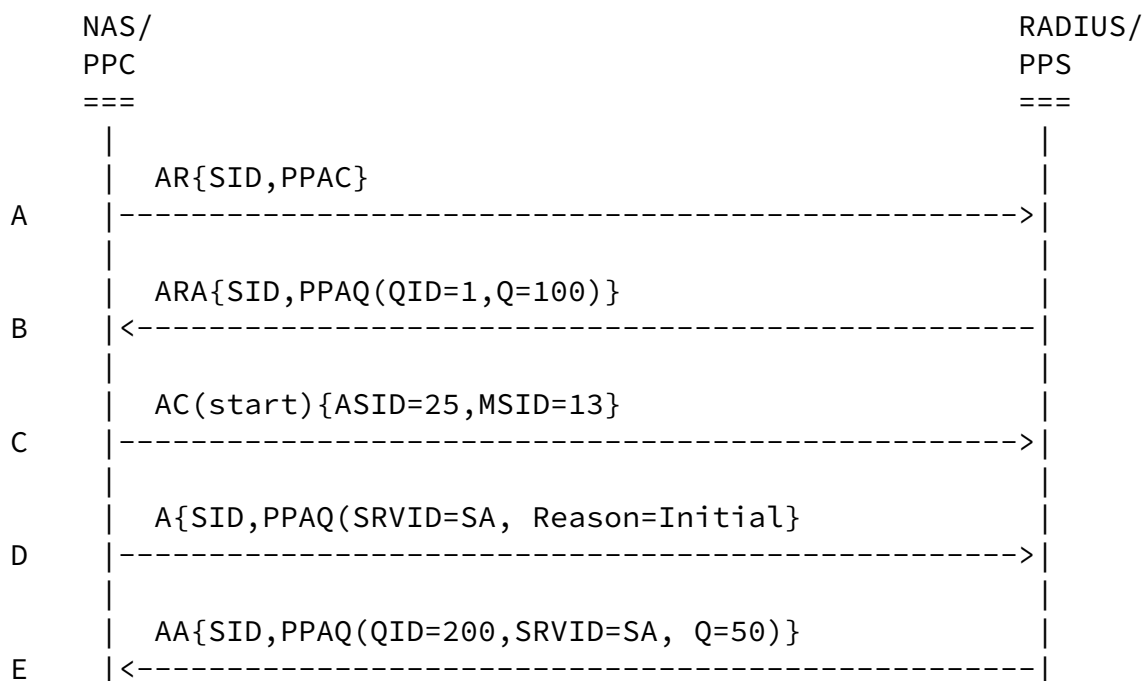 NAS/ RADIUS/
PPC PPS
=== ===
| |
| AR{SID,PPAC} |
A |-------------------------------------------------->|
| |
| ARA{SID,PPAQ(QID=1,Q=100)} |
B |<--------------------------------------------------|
| |
| AC(start){ASID=25,MSID=13} |
C |-------------------------------------------------->|
| |
| A{SID,PPAQ(SRVID=SA, Reason=Initial} |
D |-------------------------------------------------->|
| |
| AA{SID,PPAQ(QID=200,SRVID=SA, Q=50)} |
E |<--------------------------------------------------|